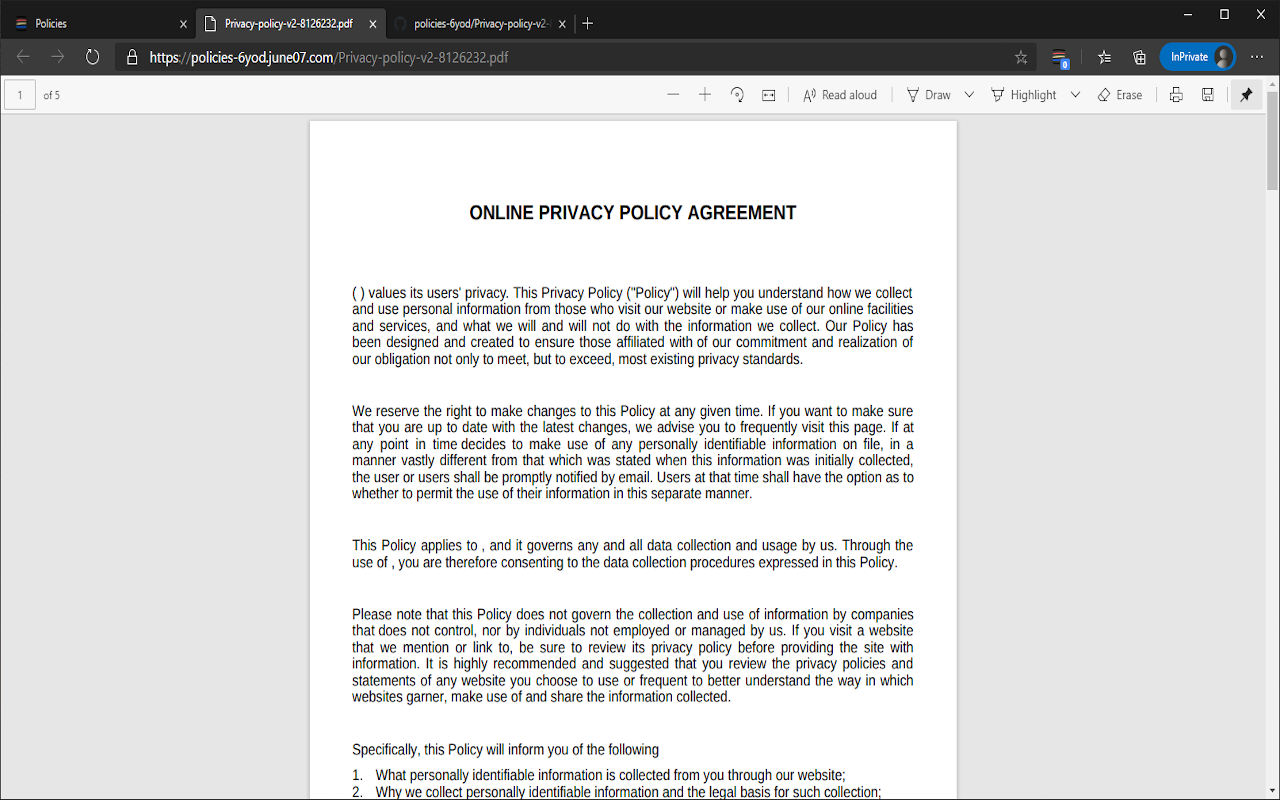 Policies
Privacy-policy-v2-8126232.pdf
policies-6yod/Privacy-policy-v2-
https://policies-6yod.june07.com/Privacy-policy-v2-8126232.pdf
0
InPrivate
1 of 5
A)) Read aloud
Draw
Highlight
Erase
ONLINE PRIVACY POLICY AGREEMENT
( ) values its users' privacy. This Privacy Policy ("Policy") will help you understand how we collect
and use personal information from those who visit our website or make use of our online facilities
and services, and what we will and will not do with the information we collect. Our Policy has
been designed and created to ensure those affiliated with of our commitment and realization of
our obligation not only to meet, but to exceed, most existing privacy standards.
We reserve the right to make changes to this Policy at any given time. If you want to make sure
that you are up to date with the latest changes, we advise you to frequently visit this page. If at
any point in time decides to make use of any personally identifiable information on file, in a
manner vastly different from that which was stated when this information was initially collected,
the user or users shall be promptly notified by email. Users at that time shall have the option as to
whether to permit the use of their information in this separate manner.
This Policy applies to , and it governs any and all data collection and usage by us. Through the
use of , you are therefore consenting to the data collection procedures expressed in this Policy.
Please note that this Policy does not govern the collection and use of information by companies
that does not control, nor by individuals not employed or managed by us. If you visit a website
that we mention or link to, be sure to review its privacy policy before providing the site with
information. It is highly recommended and suggested that you review the privacy policies and
statements of any website you choose to use or frequent to better understand the way in which
websites garner, make use of and share the information collected.
Specifically, this Policy will inform you of the following
1. What personally identifiable information is collected from you through our website;
2. Why we collect personally identifiable information and the legal basis for such collection;